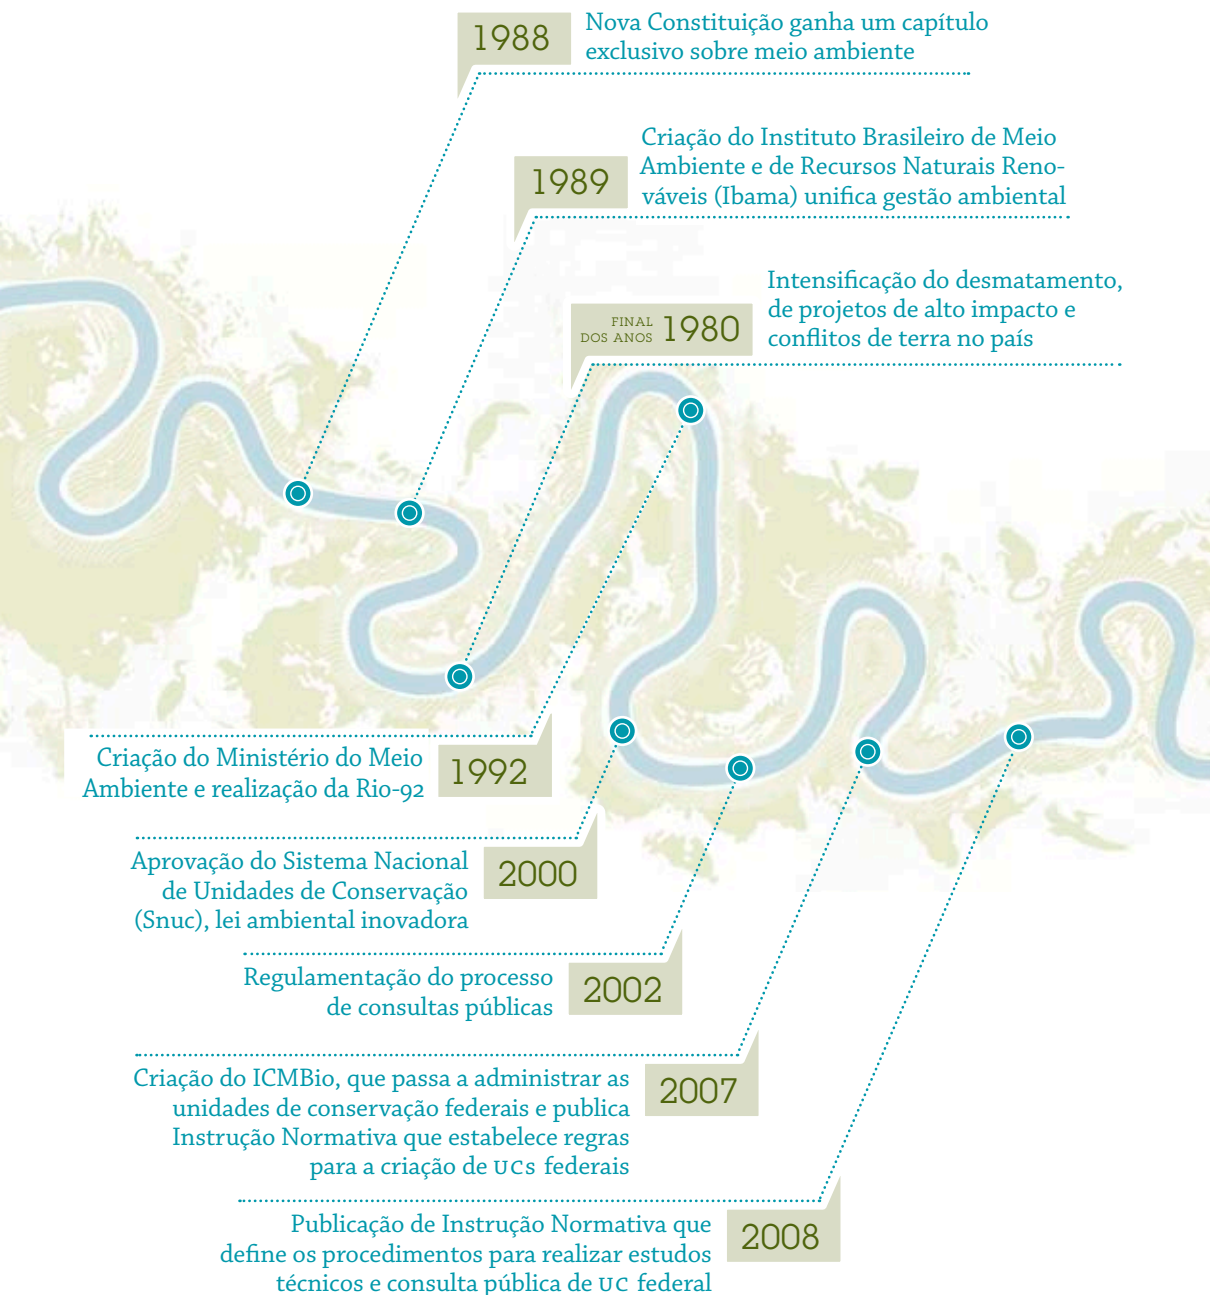 1988
Nova Constituição ganha um capítulo
exclusivo sobre meio ambiente
1989
Criação do Instituto Brasileiro de Meio
Ambiente e de Recursos Naturais Reno-
váveis (Ibama) unifica gestão ambiental
FINAL
DOS ANOS 1980
Intensificação do desmatamento,
de projetos de alto impacto e
conflitos de terra no país
Criação do Ministério do Meio
Ambiente e realização da Rio-92
1992
Aprovação do Sistema Nacional
de Unidades de Conservação
(Snuc), lei ambiental inovadora
2000
Regulamentação do processo
de consultas públicas
2002
Criação do ICMBio, que passa a administrar as
unidades de conservação federais e publica
Instrução Normativa que estabelece regras
para a criação de UCs federais
2007
Publicação de Instrução Normativa que
define os procedimentos para realizar estudos
técnicos e consulta pública de UC federal
2008